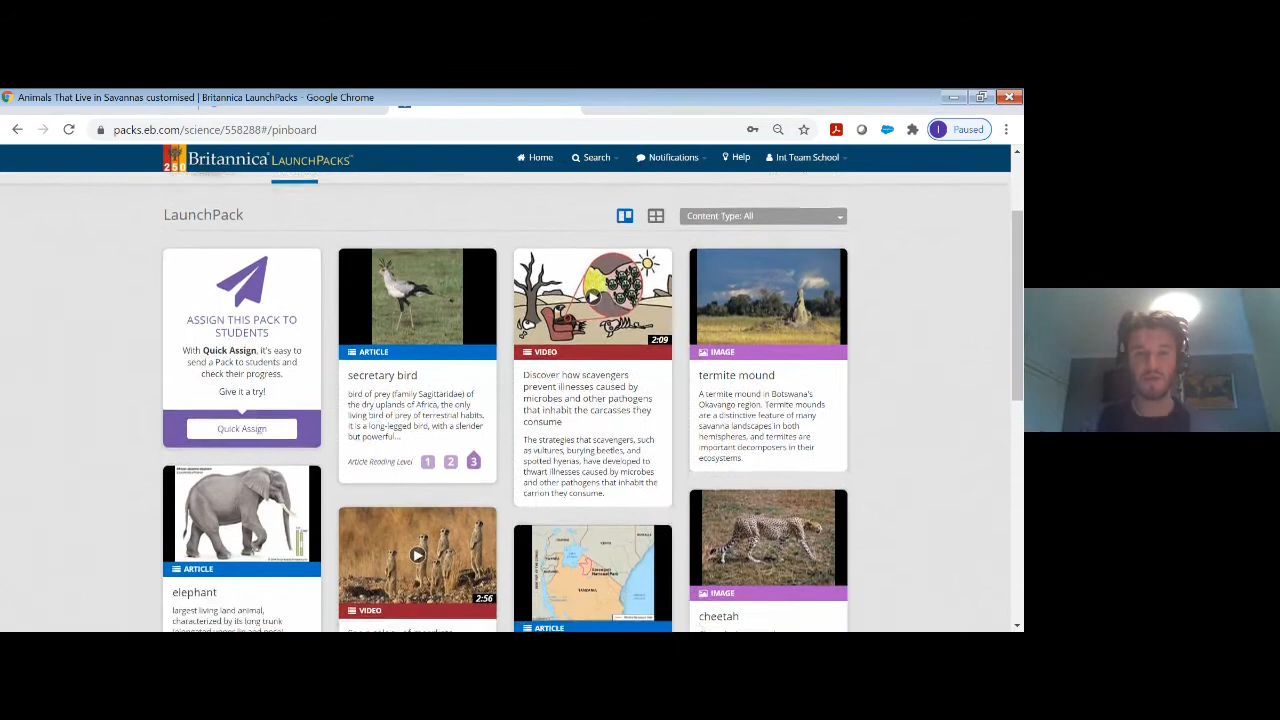 Animals That Live in Savannas customised | Britannica LaunchPacks - Google Chrome
packs.eb.com/science/558288#/pinboard
I Paused
250 Britannica LAUNCHPACKS™
Home Search Notifications Help Int Team School
LaunchPack
Content Type: All
ASSIGN THIS PACK TO
STUDENTS
With Quick Assign, it's easy to
send a Pack to students and
check their progress.
Give it a try!
Quick Assign
ARTICLE
secretary bird
bird of prey (family Sagittaridae) of
the dry uplands of Africa, the only
living bird of prey of terrestrial habits.
It is a long-legged bird, with a slender
but powerful...
Article Reading Level 1 2 3
2:09
VIDEO
Discover how scavengers
prevent illnesses caused by
microbes and other pathogens
that inhabit the carcasses they
consume
The strategies that scavengers, such
as vultures, burying beetles, and
spotted hyenas, have developed to
thwart illnesses caused by microbes
and other pathogens that inhabit the
carrion they consume.
IMAGE
termite mound
A termite mound in Botswana's
Okavango region. Termite mounds
are a distinctive feature of many
savanna landscapes in both
hemispheres, and termites are
important decomposers in their
ecosystems.
ARTICLE
elephant
largest living land animal,
characterized by its long trunk
2:56
VIDEO
TANZANIA
ARTICLE
IMAGE
cheetah